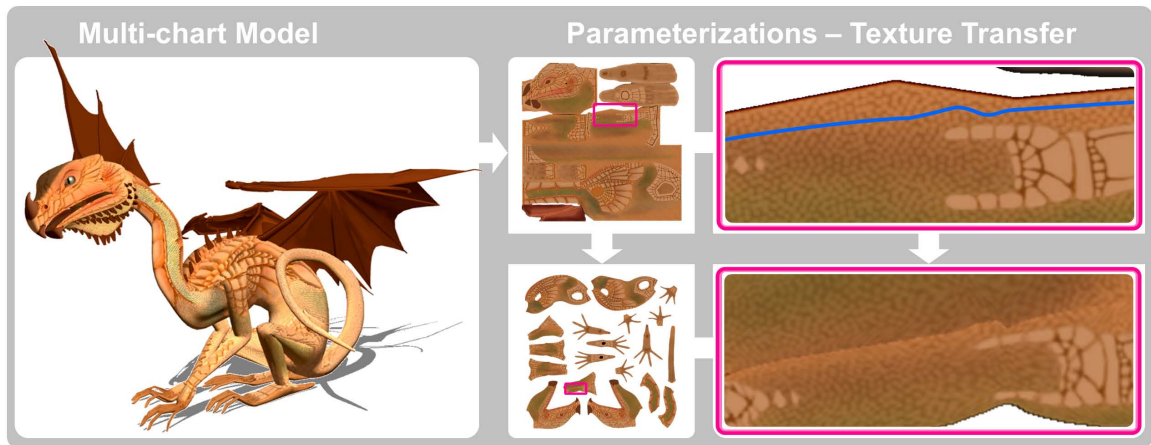 Multi-chart Model
Parameterizations – Texture Transfer